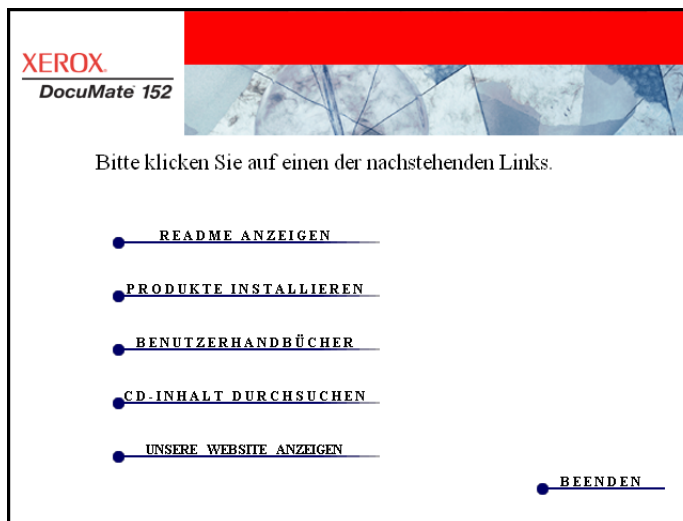 XEROX.
DocuMate 152
Bitte klicken Sie auf einen der nachstehenden Links.
README ANZEIGEN
PRODUKTE INSTALLIEREN
BENUTZERHANDBÜCHER
CD-INHALT DURCHSUCHEN
UNSERE WEBSITE ANZEIGEN
BEENDEN